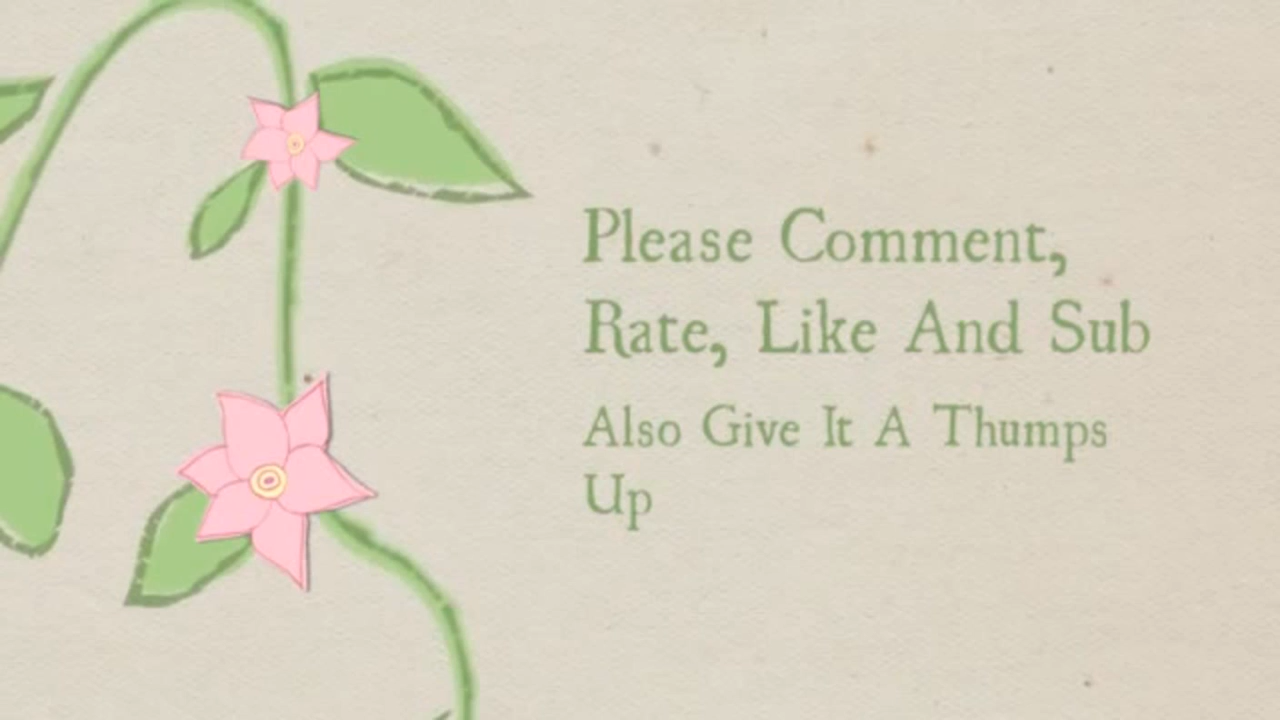 Please Comment,
Rate, Like And Sub
Also Give It A Thumps
Up